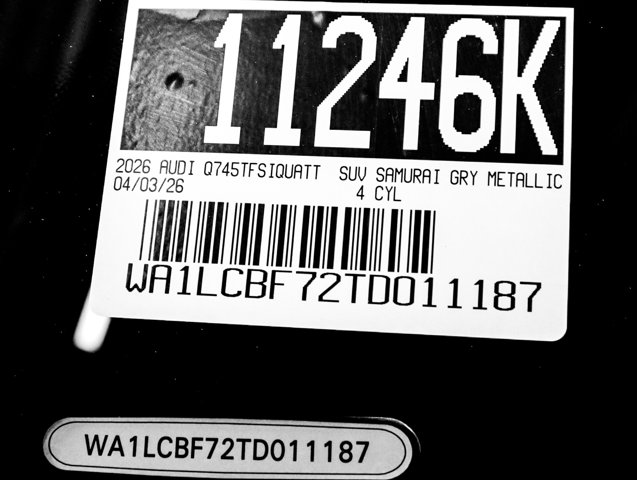 11246K
2026 AUDI Q745TFSIQUATT SUV SAMURAI GRY METALLIC
04/03/26 4 CYL
WA1LCBF72TD011187
WA1LCBF72TD011187